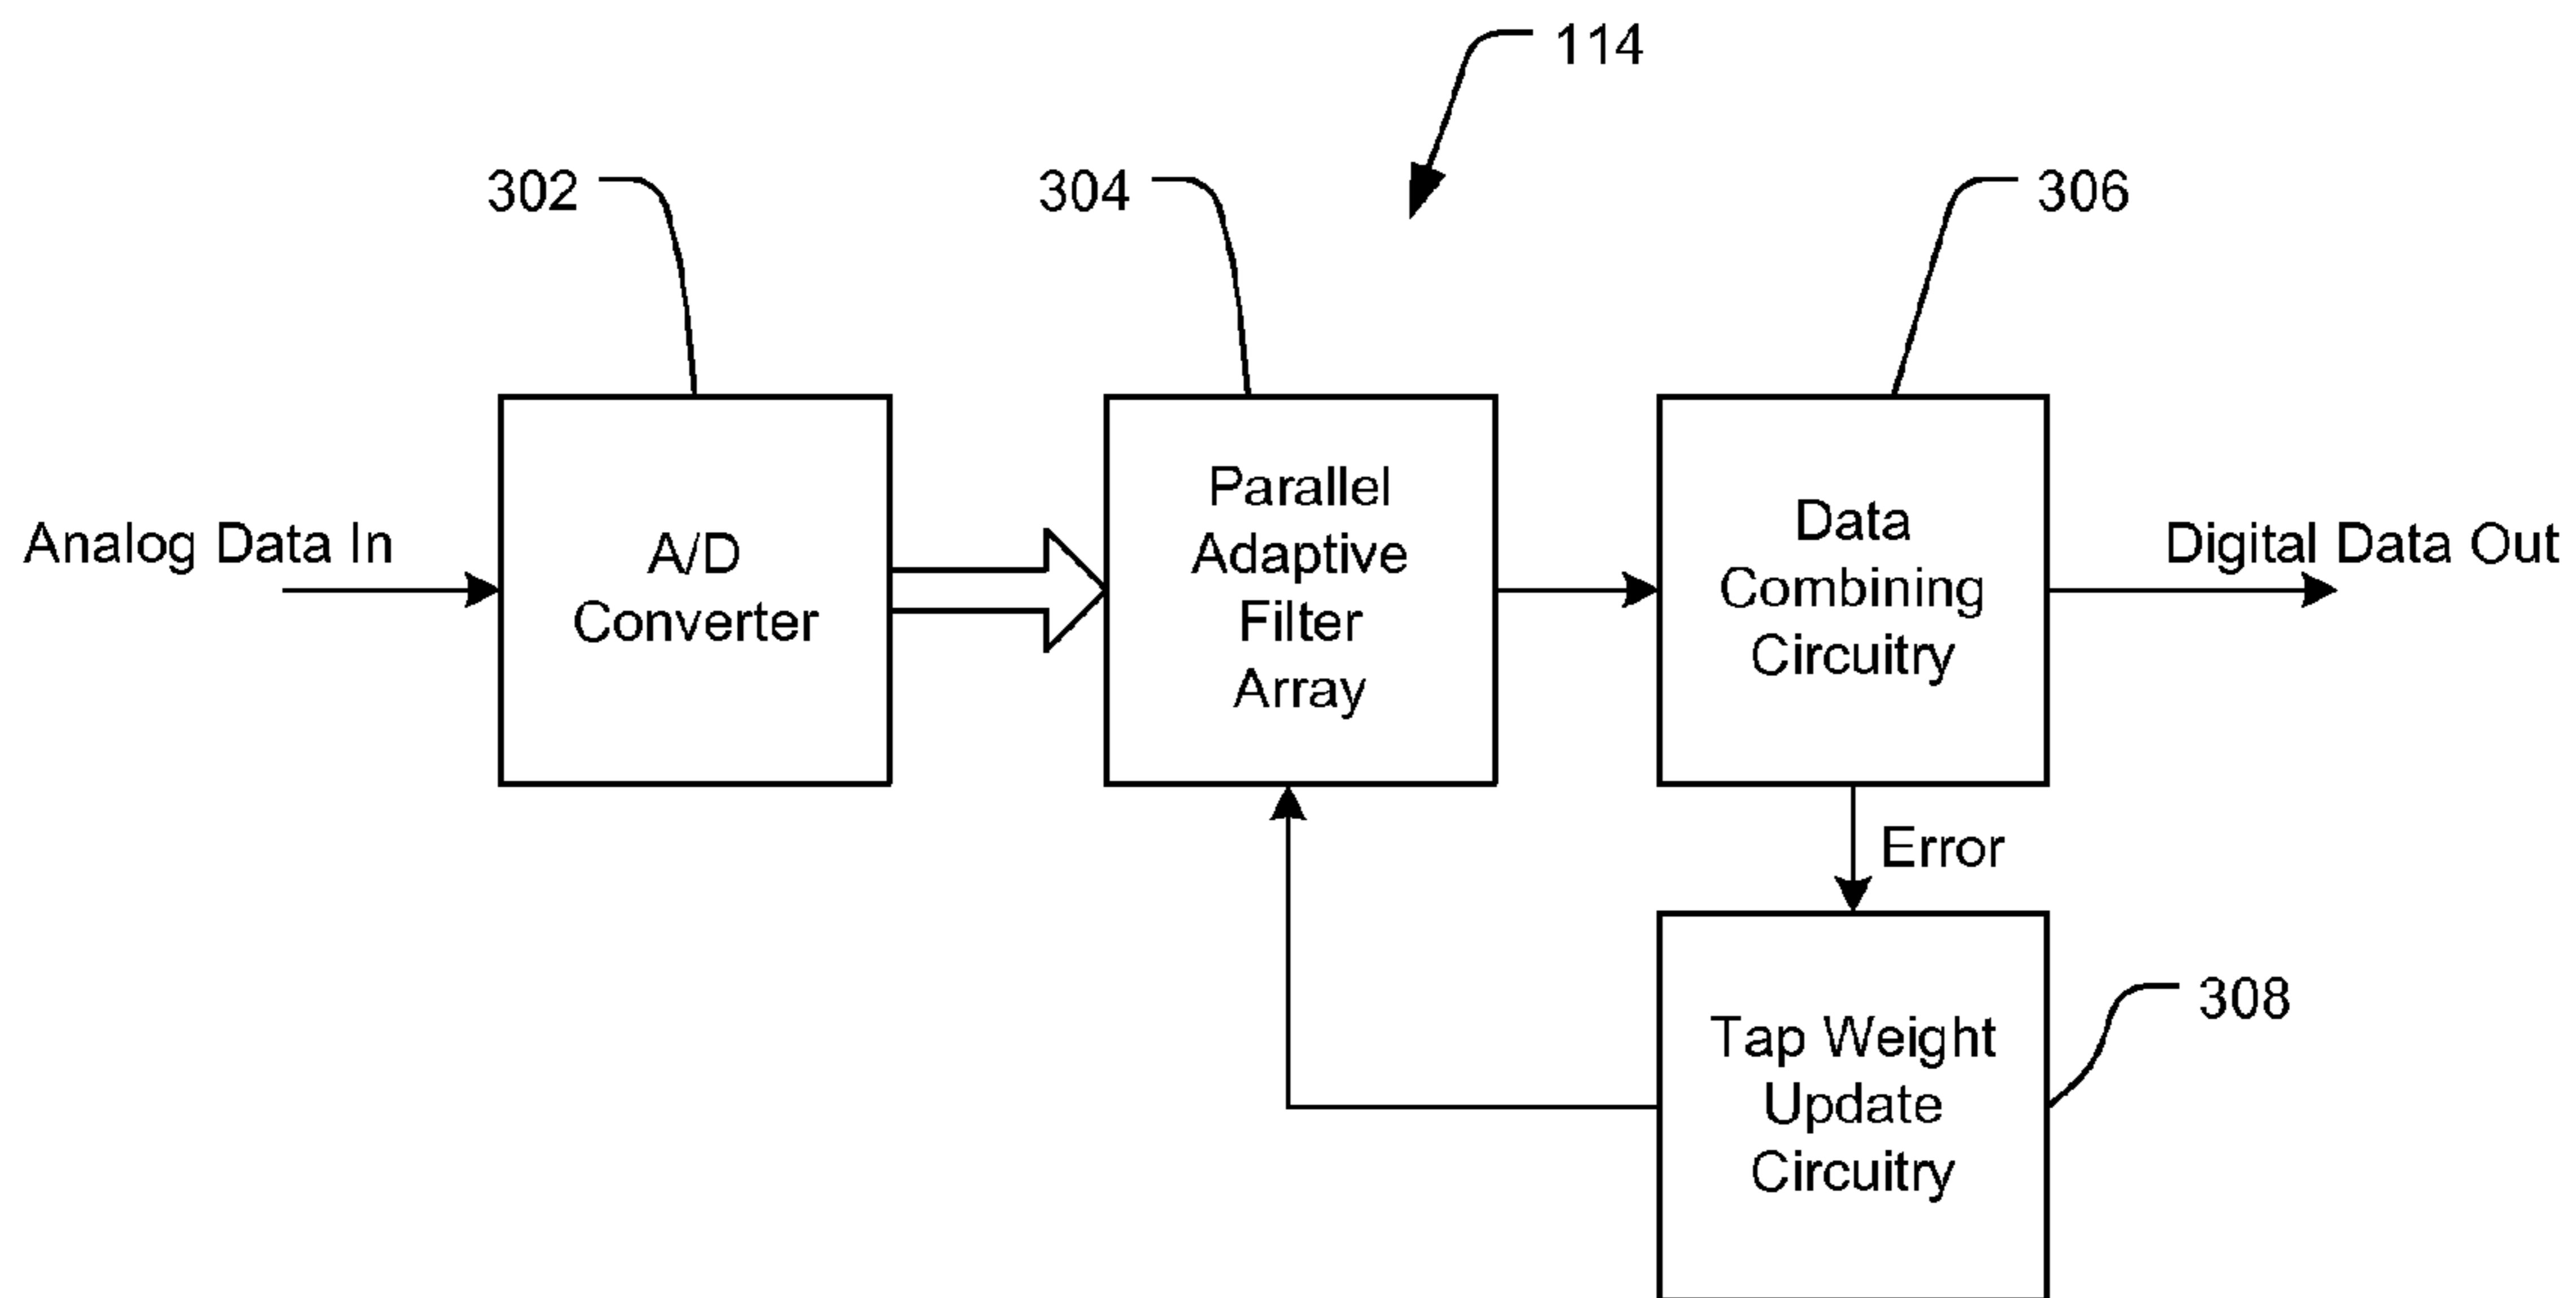 114
302
304
306
Analog Data In
A/D
Converter
Parallel
Adaptive
Filter
Array
Data
Combining
Circuitry
Digital Data Out
Error
308
Tap Weight
Update
Circuitry